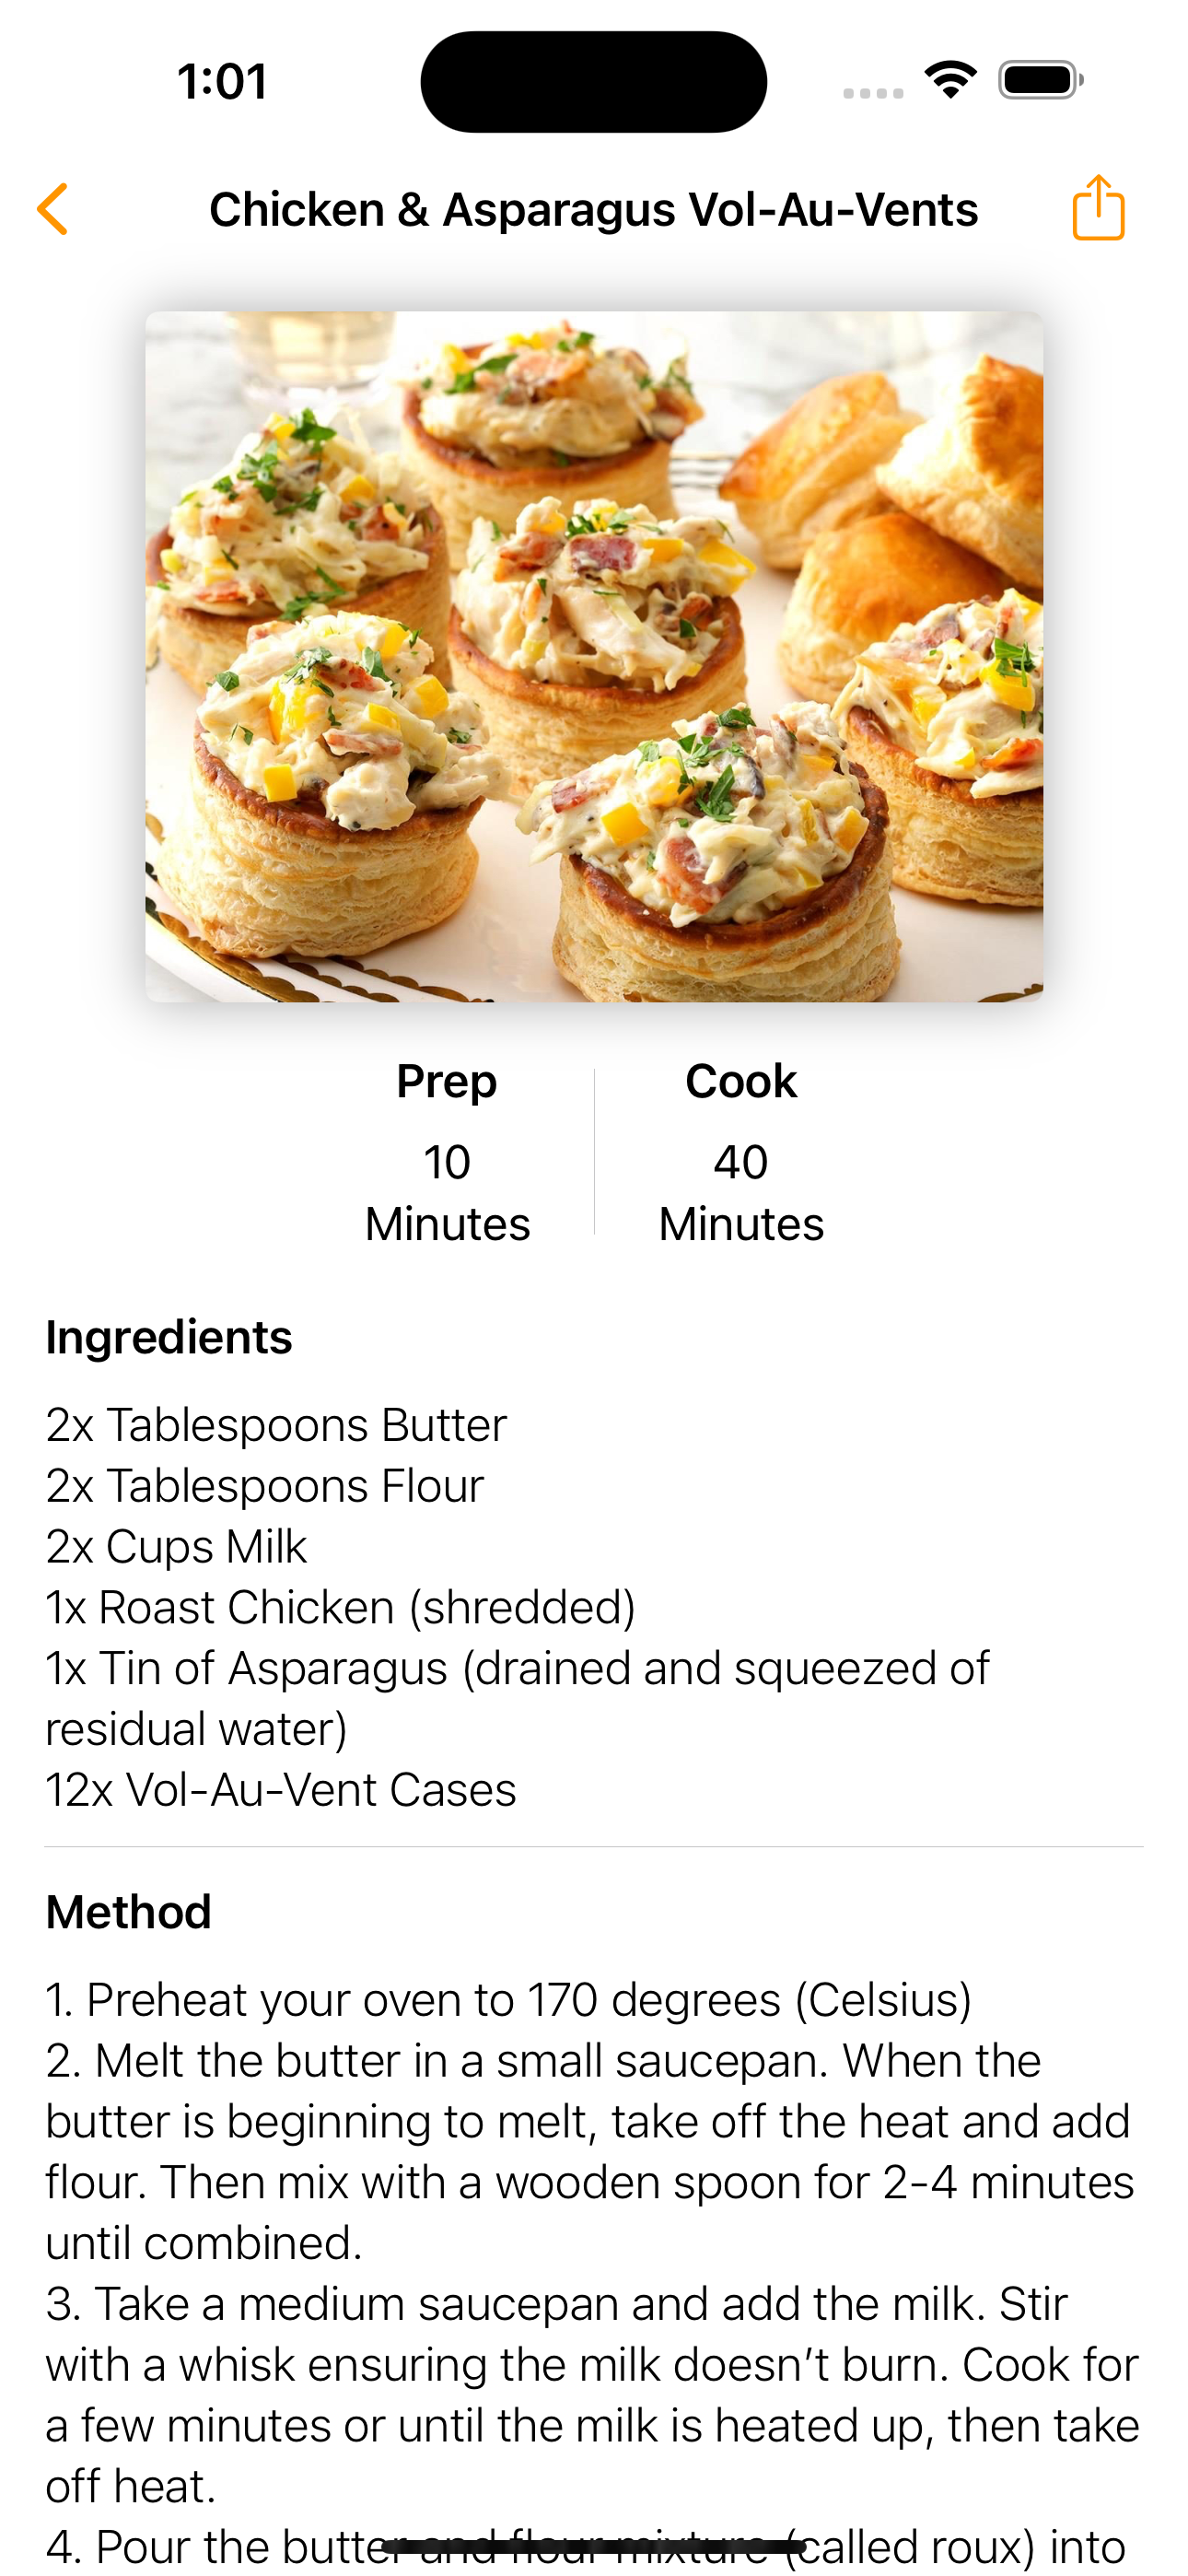 1:01
Chicken & Asparagus Vol-Au-Vents
Prep
10
Minutes
Cook
40
Minutes
Ingredients
2x Tablespoons Butter
2x Tablespoons Flour
2x Cups Milk
1x Roast Chicken (shredded)
1x Tin of Asparagus (drained and squeezed of
residual water)
12x Vol-Au-Vent Cases
Method
1. Preheat your oven to 170 degrees (Celsius)
2. Melt the butter in a small saucepan. When the
butter is beginning to melt, take off the heat and add
flour. Then mix with a wooden spoon for 2-4 minutes
until combined.
3. Take a medium saucepan and add the milk. Stir
with a whisk ensuring the milk doesn’t burn. Cook for
a few minutes or until the milk is heated up, then take
off heat.
4. Pour the butter and flour mixture (called roux) into